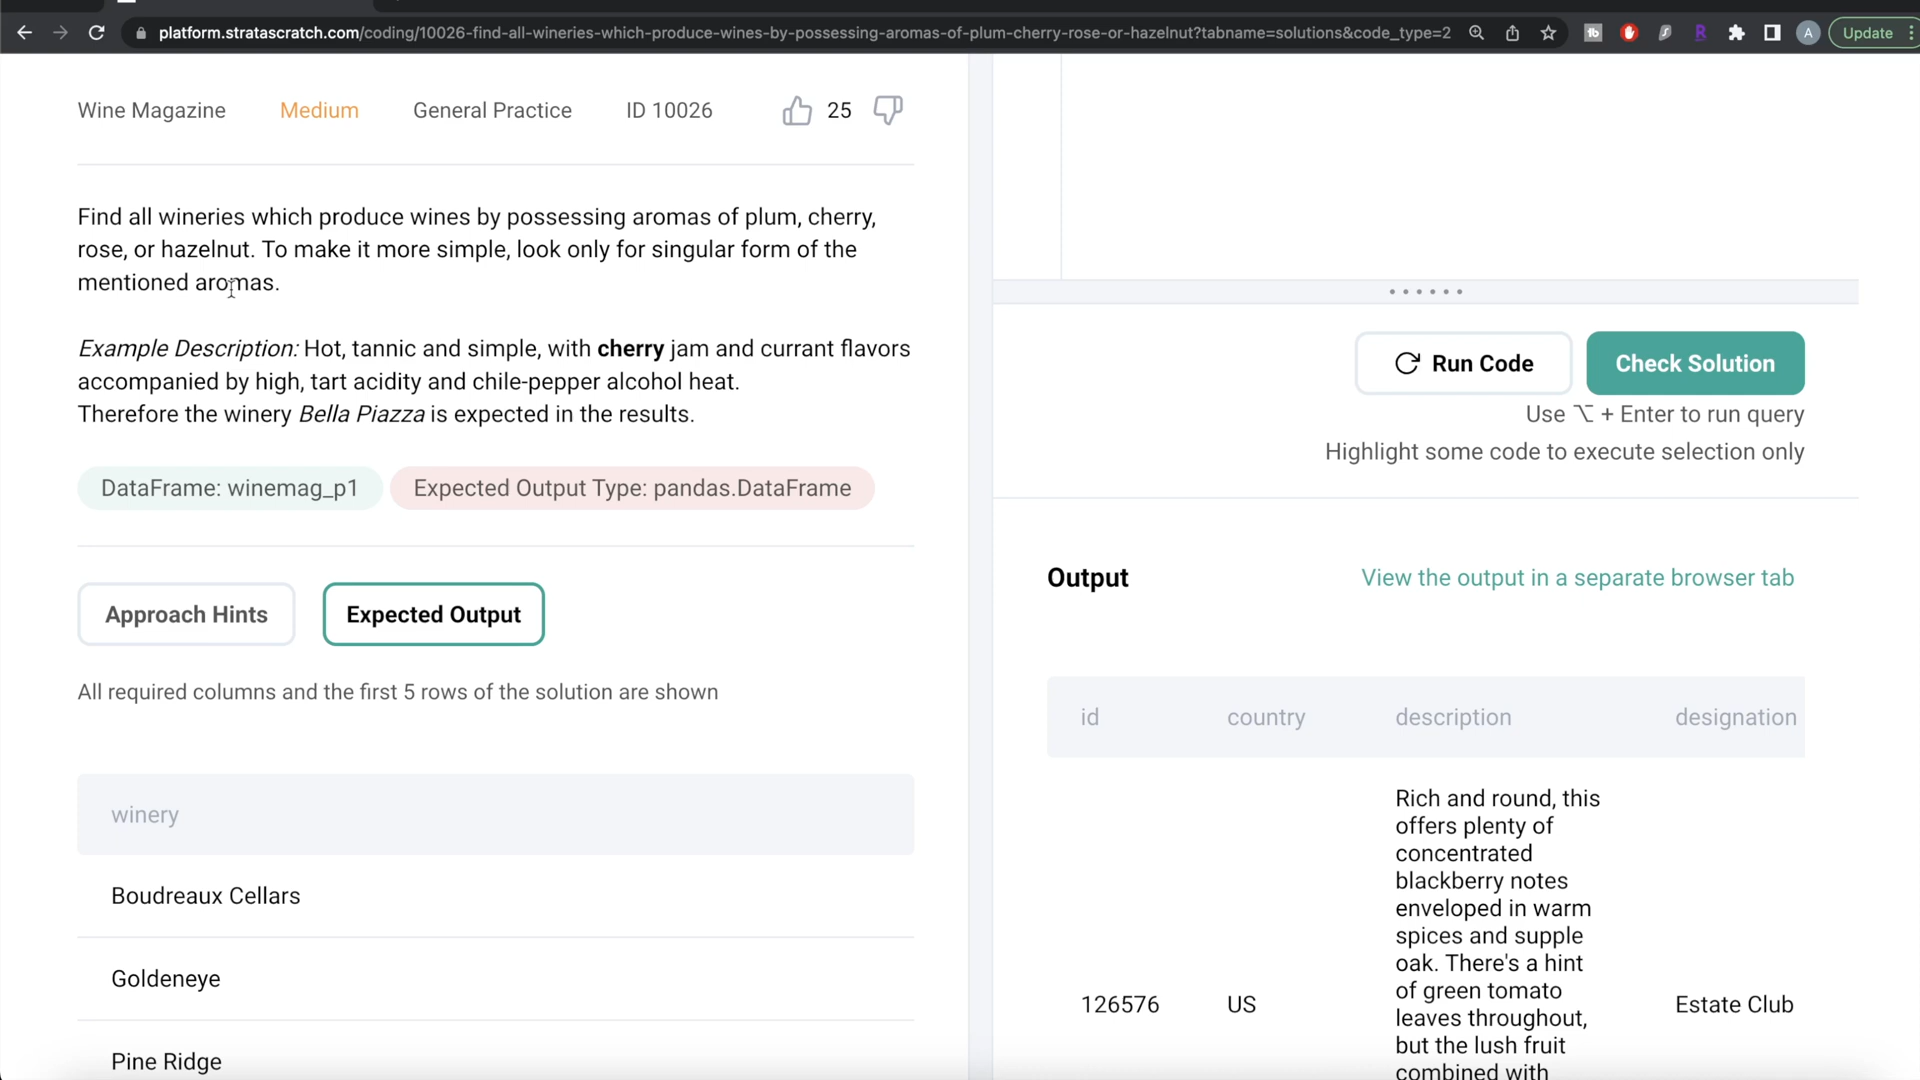 platform.stratascratch.com/coding/10026-find-all-wineries-which-produce-wines-by-possessing-aromas-of-plum-cherry-rose-or-hazelnut?tabname=solutions&code_type=2
tb
R
A
Update
Wine Magazine
Medium
General Practice
ID 10026
25
Find all wineries which produce wines by possessing aromas of plum, cherry,
rose, or hazelnut. To make it more simple, look only for singular form of the
mentioned aromas.
Example Description: Hot, tannic and simple, with cherry jam and currant flavors
accompanied by high, tart acidity and chile-pepper alcohol heat.
Therefore the winery Bella Piazza is expected in the results.
DataFrame: winemag_p1
Expected Output Type: pandas.DataFrame
Approach Hints
Expected Output
All required columns and the first 5 rows of the solution are shown
winery
Boudreaux Cellars
Goldeneye
Pine Ridge
Run Code
Check Solution
Use ⌥ + Enter to run query
Highlight some code to execute selection only
Output
View the output in a separate browser tab
id country description designation
126576
US
Rich and round, this
offers plenty of
concentrated
blackberry notes
enveloped in warm
spices and supple
oak. There's a hint
of green tomato
leaves throughout,
but the lush fruit
combined with
Estate Club